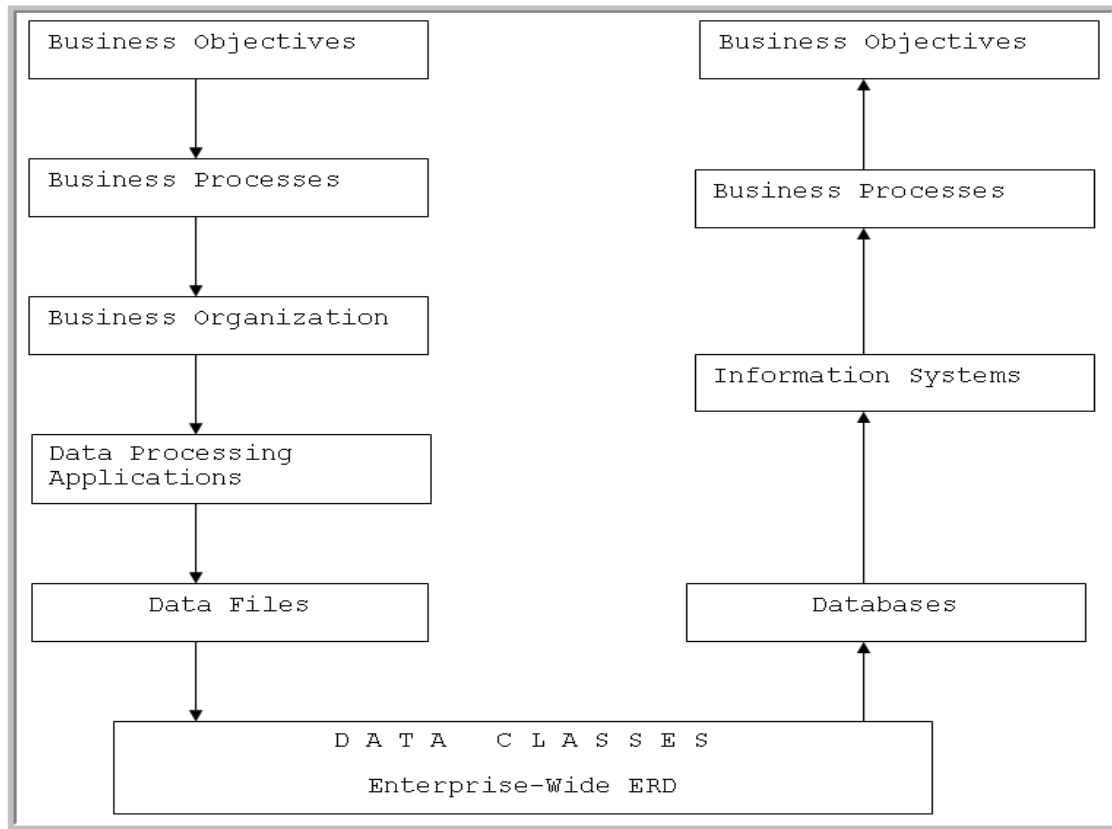 Business Objectives
Business Processes
Business Organization
Data Processing
Applications
Data Files
Business Objectives
Business Processes
Information Systems
Databases
D A T A   C L A S S E S
Enterprise-Wide ERD